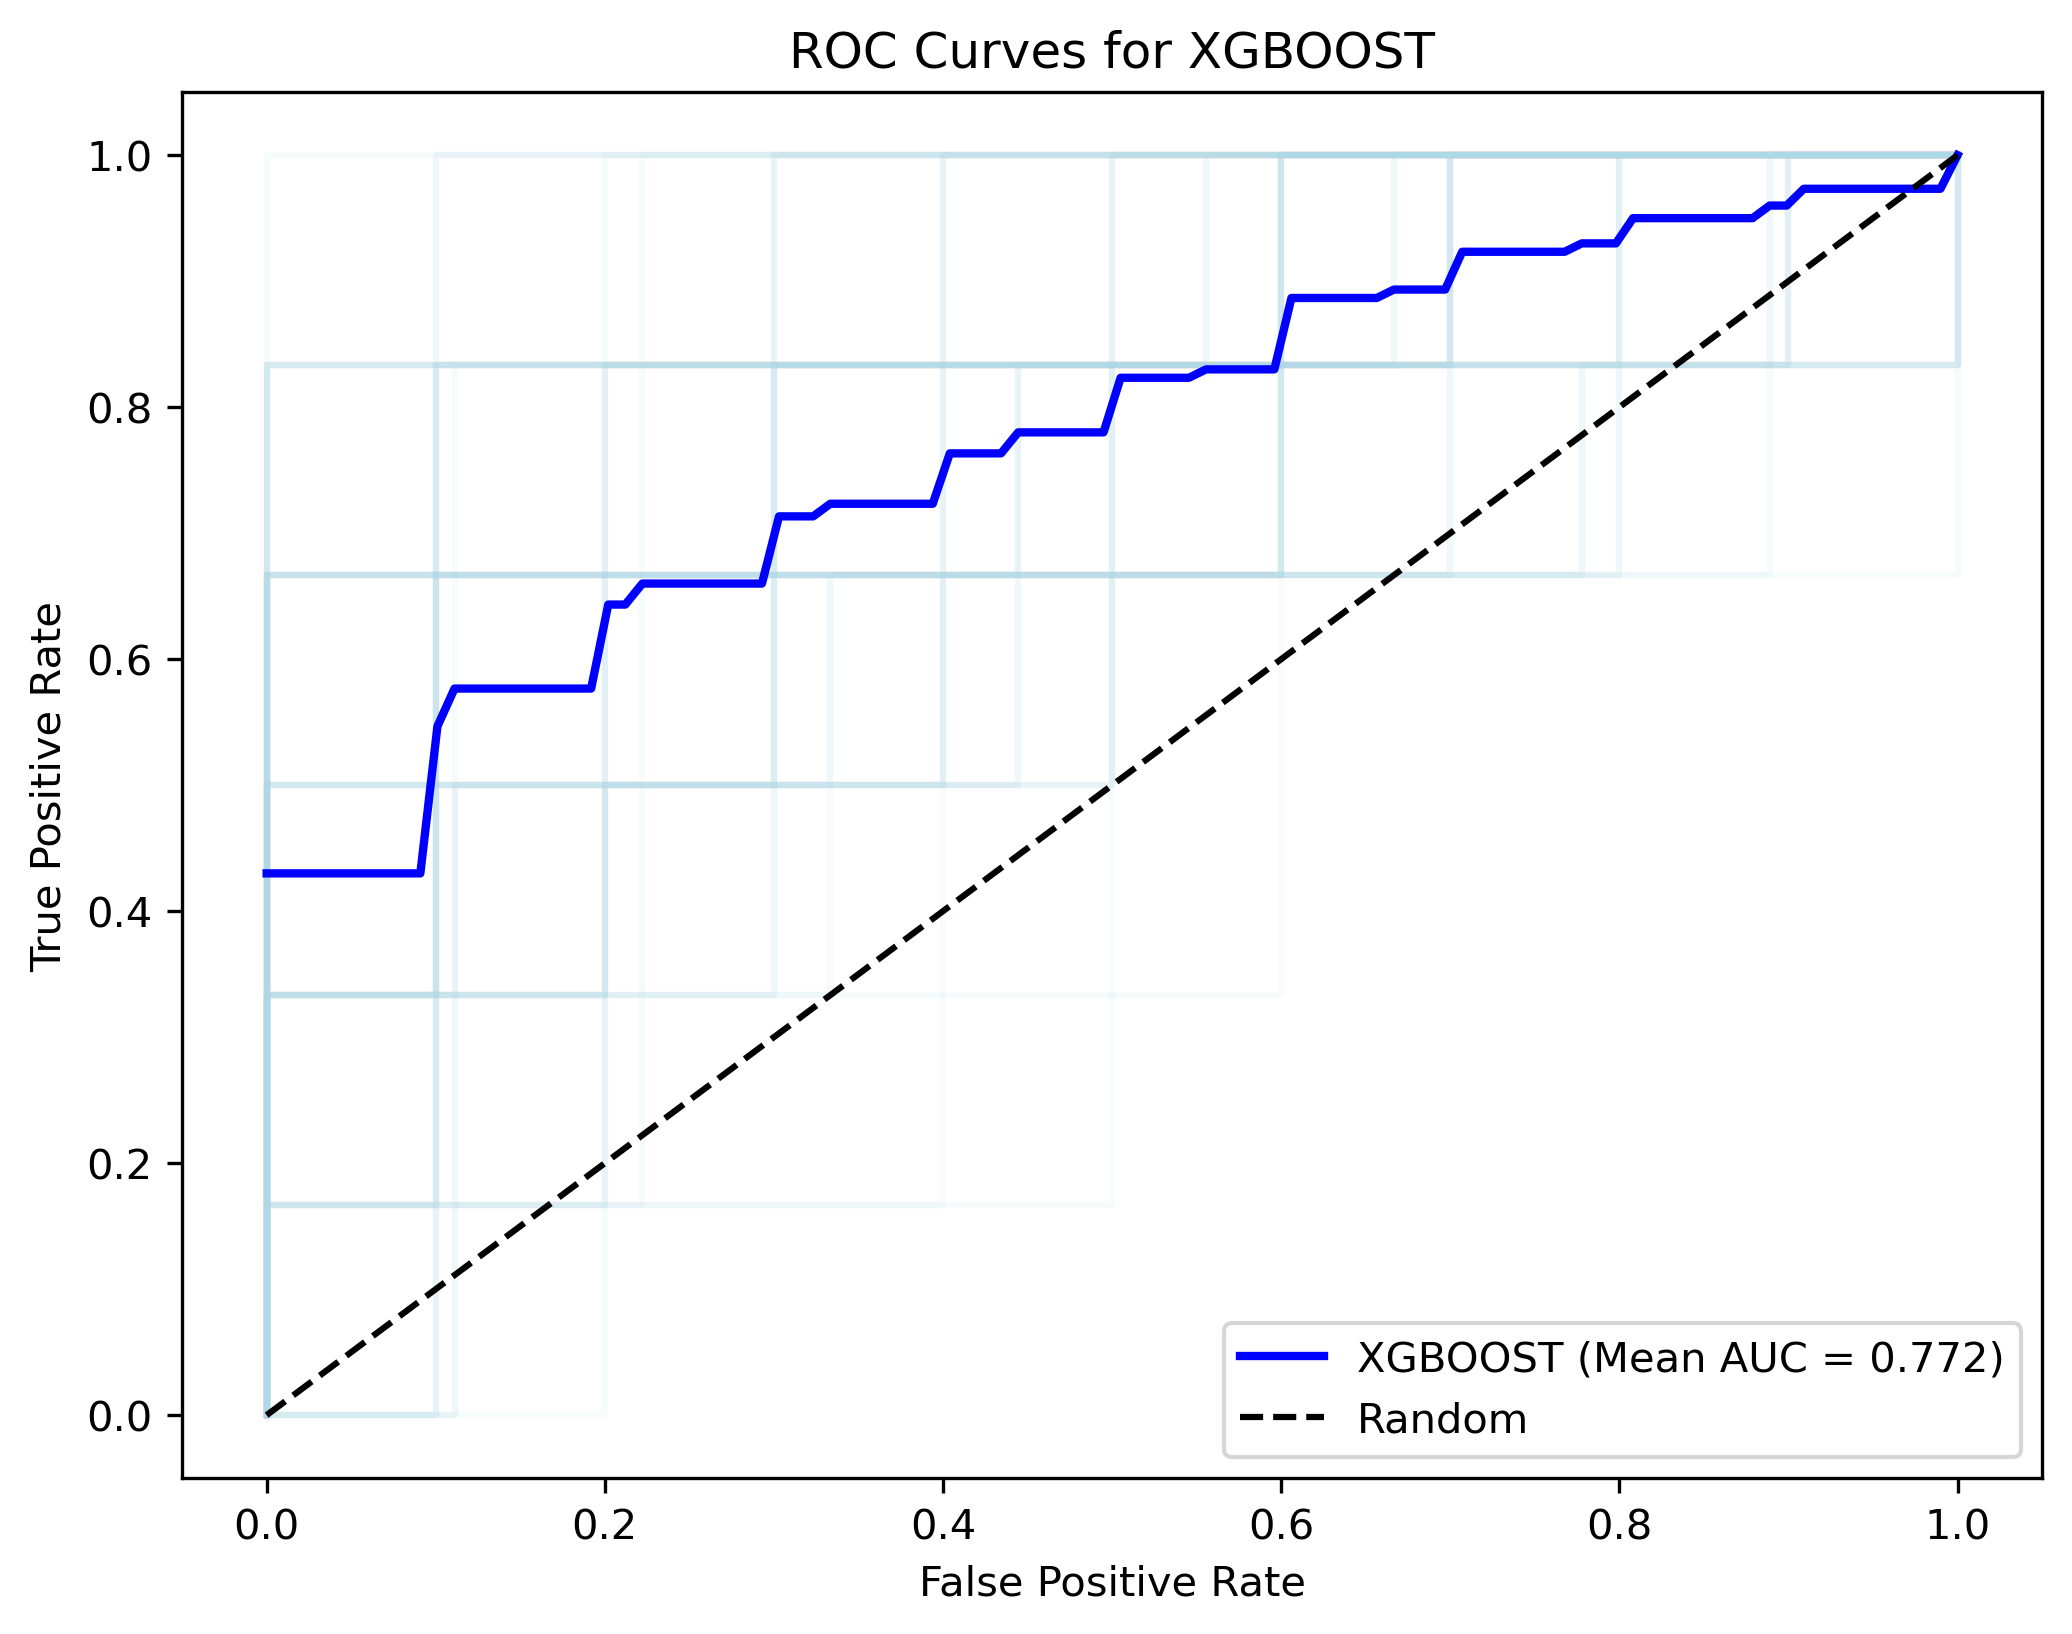 ROC Curves for XGBOOST
True Positive Rate
1.0
0.8
0.6
0.4
0.2
0.0
XGBOOST (Mean AUC = 0.772)
Random
0.0 0.2 0.4 0.6 0.8 1.0
False Positive Rate